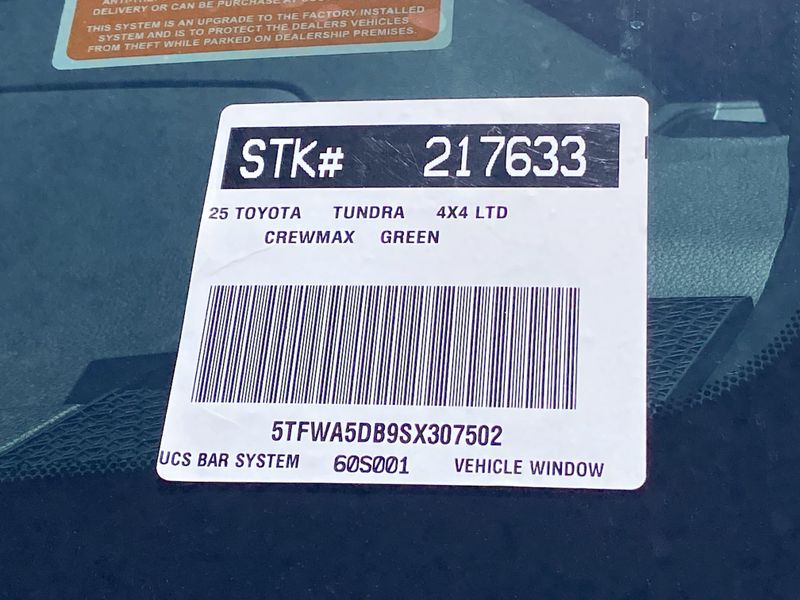 DELIVERY OR CAN BE PURCHASE AT
THIS SYSTEM IS AN UPGRADE TO THE FACTORY INSTALLED
SYSTEM AND IS TO PROTECT THE DEALERS VEHICLES
FROM THEFT WHILE PARKED ON DEALERSHIP PREMISES.
STK# 217633
25 TOYOTA TUNDRA 4X4 LTD
CREWMAX GREEN
5TFWA5DB9SX307502
UCS BAR SYSTEM 60S001 VEHICLE WINDOW